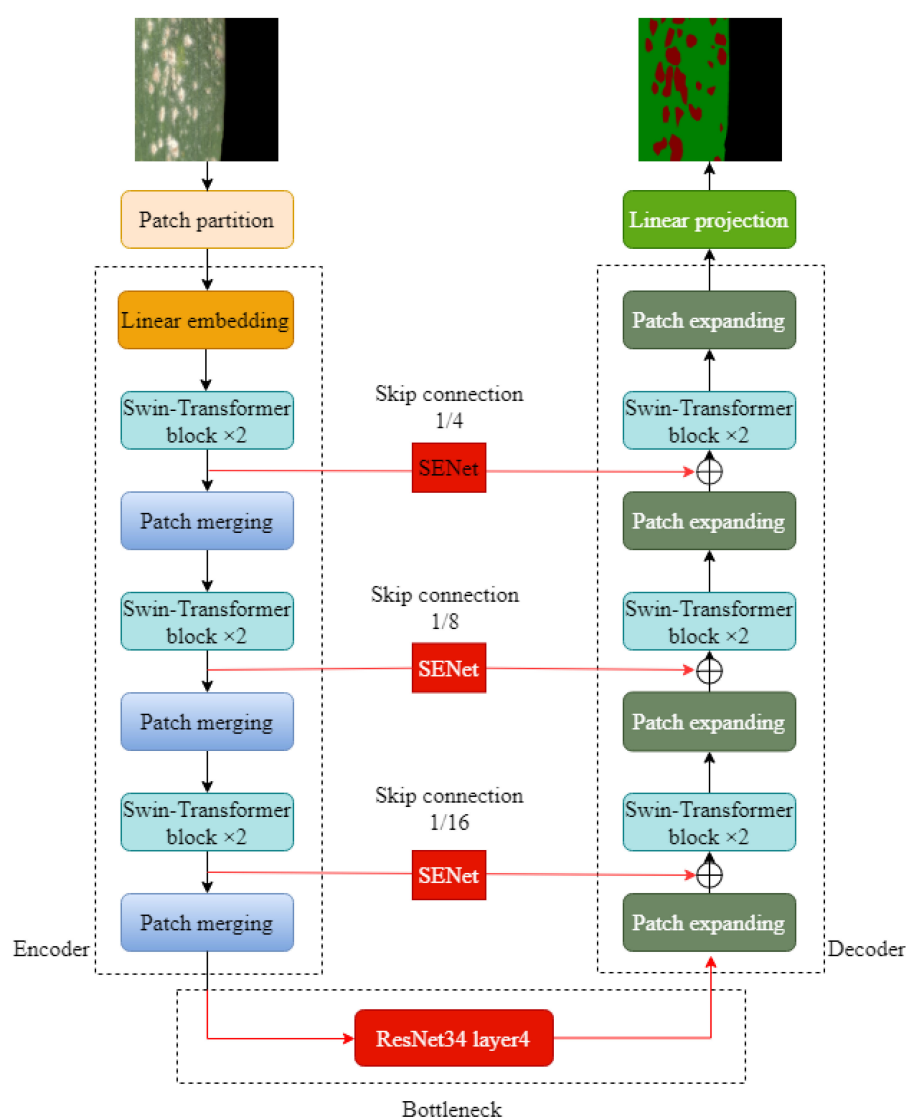 Patch partition
Linear projection
Linear embedding
Patch expanding
Swin-Transformer
block ×2
Skip connection
1/4
SENet
Swin-Transformer
block ×2
Patch merging
Patch expanding
Swin-Transformer
block ×2
Skip connection
1/8
SENet
Swin-Transformer
block ×2
Patch merging
Patch expanding
Swin-Transformer
block ×2
Skip connection
1/16
SENet
Swin-Transformer
block ×2
Patch merging
Patch expanding
Encoder
Decoder
ResNet34 layer4
Bottleneck